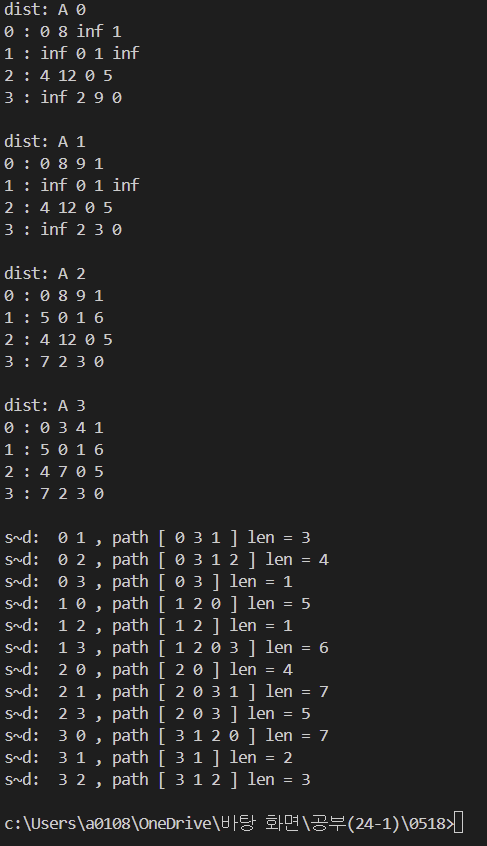 dist: A 0
0 : 0 8 inf 1
1 : inf 0 1 inf
2 : 4 12 0 5
3 : inf 2 9 0
dist: A 1
0 : 0 8 9 1
1 : inf 0 1 inf
2 : 4 12 0 5
3 : inf 2 3 0
dist: A 2
0 : 0 8 9 1
1 : 5 0 1 6
2 : 4 12 0 5
3 : 7 2 3 0
dist: A 3
0 : 0 3 4 1
1 : 5 0 1 6
2 : 4 7 0 5
3 : 7 2 3 0
s~d:  0 1 , path [ 0 3 1 ] len = 3
s~d:  0 2 , path [ 0 3 1 2 ] len = 4
s~d:  0 3 , path [ 0 3 ] len = 1
s~d:  1 0 , path [ 1 2 0 ] len = 5
s~d:  1 2 , path [ 1 2 ] len = 1
s~d:  1 3 , path [ 1 2 0 3 ] len = 6
s~d:  2 0 , path [ 2 0 ] len = 4
s~d:  2 1 , path [ 2 0 3 1 ] len = 7
s~d:  2 3 , path [ 2 0 3 ] len = 5
s~d:  3 0 , path [ 3 1 2 0 ] len = 7
s~d:  3 1 , path [ 3 1 ] len = 2
s~d:  3 2 , path [ 3 1 2 ] len = 3
c:\Users\a0108\OneDrive\바탕 화면\공부(24-1)\0518>